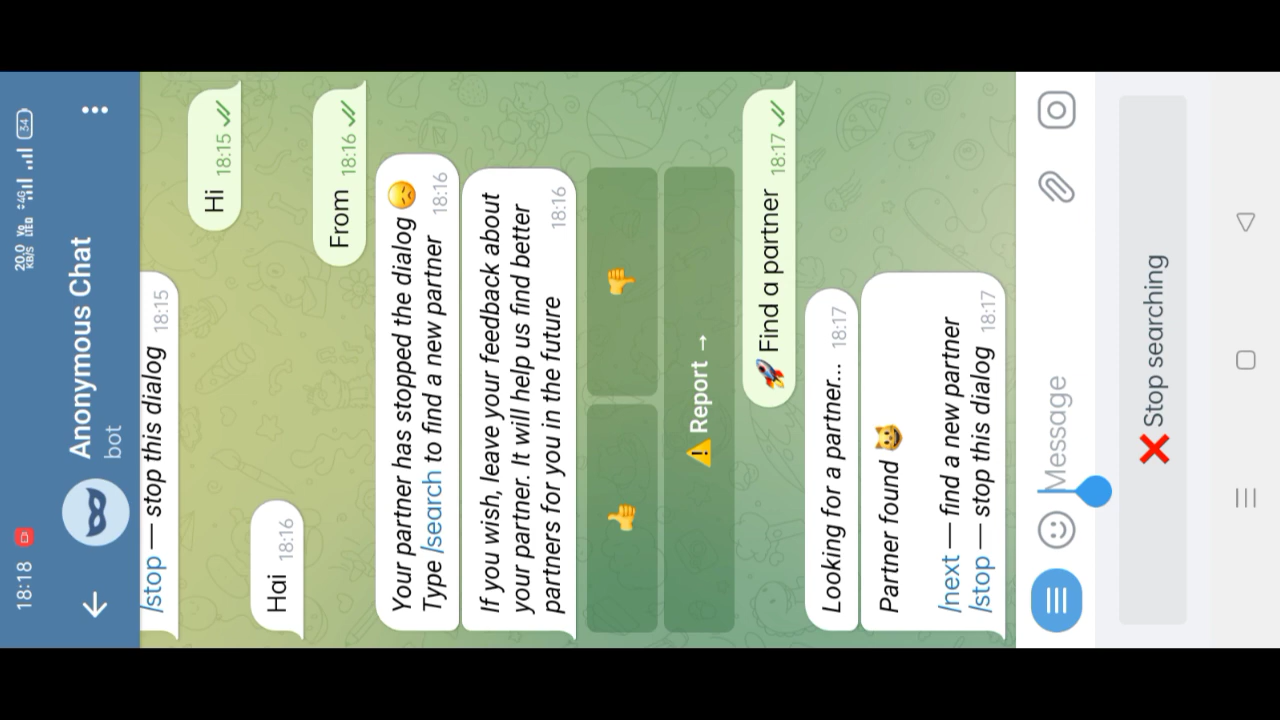 18:18
20.0 KB/S Vo LTED 4G 34
Anonymous Chat
bot
/stop — stop this dialog 18:15
Hi 18:15
Hai 18:16
From 18:16
Your partner has stopped the dialog 😞
Type /search to find a new partner 18:16
If you wish, leave your feedback about
your partner. It will help us find better
partners for you in the future 18:16
👍 👎
⚠️ Report →
🚀 Find a partner 18:17
Looking for a partner... 18:17
Partner found 😺
/next — find a new partner
/stop — stop this dialog 18:17
Message
❌ Stop searching